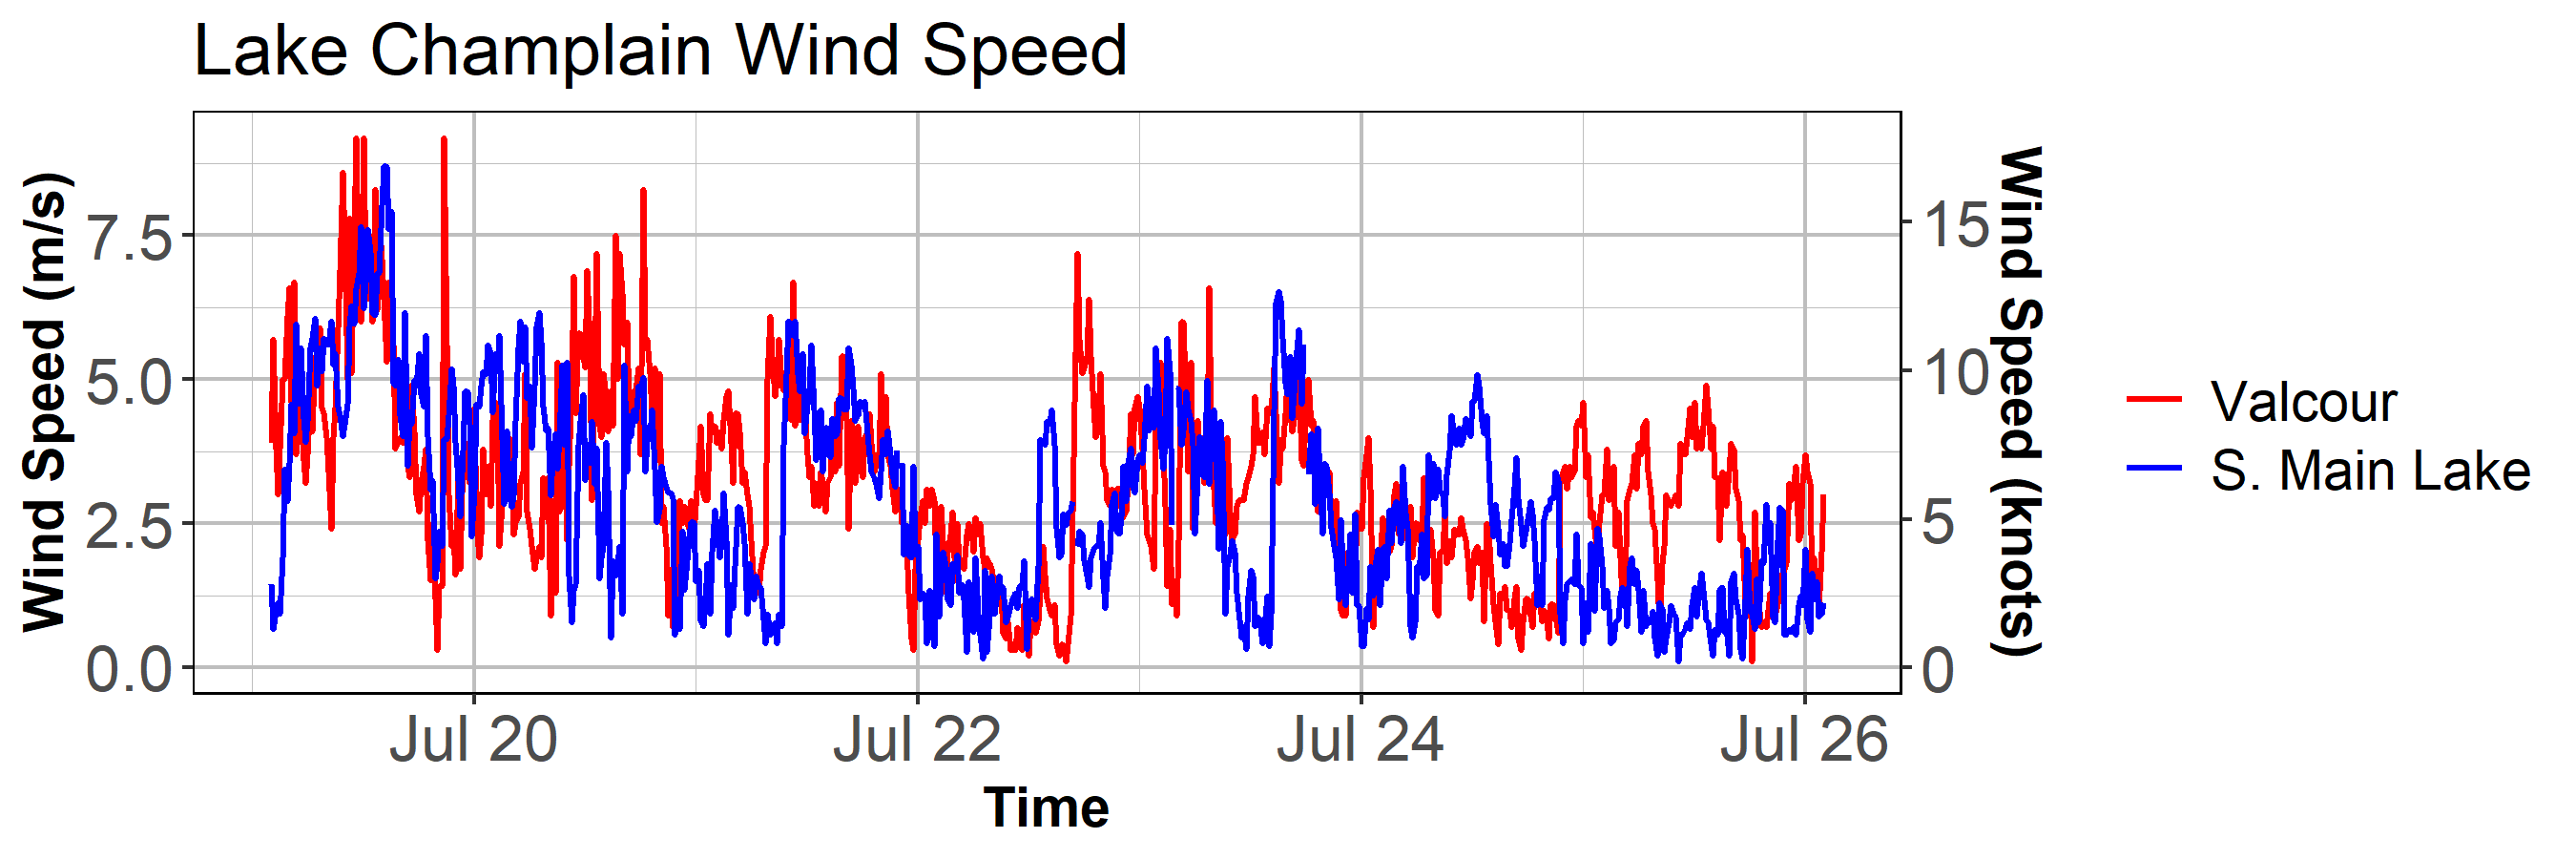 Lake Champlain Wind Speed
Wind Speed (m/s)
7.5
5.0
2.5
0.0
15
10
5
0
Wind Speed (knots)
Jul 20
Jul 22
Jul 24
Jul 26
Time
Valcour
S. Main Lake